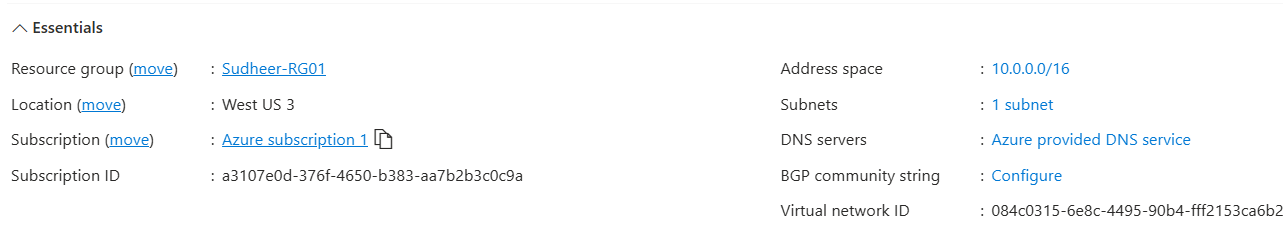 Essentials
Resource group (move) : Sudheer-RG01
Location (move) : West US 3
Subscription (move) : Azure subscription 1
Subscription ID : a3107e0d-376f-4650-b383-aa7b2b3c0c9a
Address space : 10.0.0.0/16
Subnets : 1 subnet
DNS servers : Azure provided DNS service
BGP community string : Configure
Virtual network ID : 084c0315-6e8c-4495-90b4-fff2153ca6b2